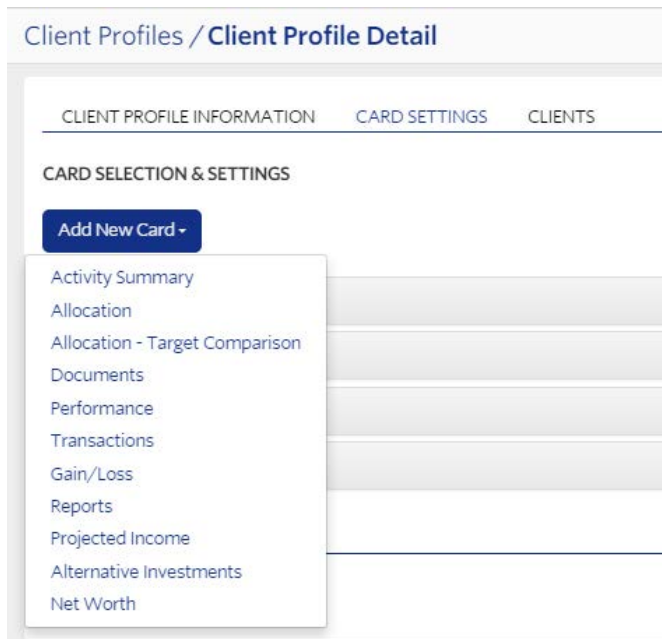 Client Profiles / Client Profile Detail
CLIENT PROFILE INFORMATION CARD SETTINGS CLIENTS
CARD SELECTION & SETTINGS
Add New Card
Activity Summary
Allocation
Allocation - Target Comparison
Documents
Performance
Transactions
Gain/Loss
Reports
Projected Income
Alternative Investments
Net Worth